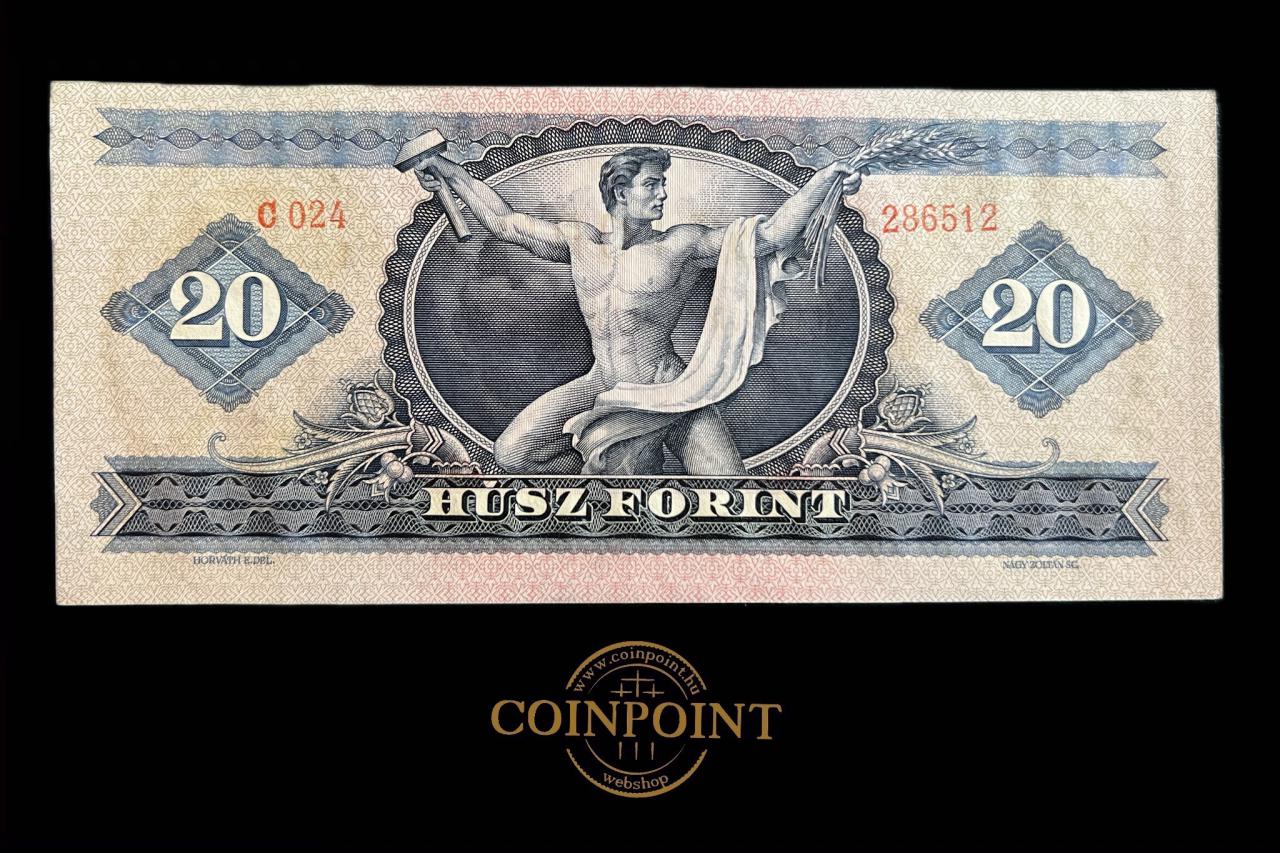 C 024
286512
20
20
HÚSZ FORINT
HORVÁTH E. DEL.
NAGY ZOLTÁN SC.
www.coinpoint.hu
COINPOINT
webshop